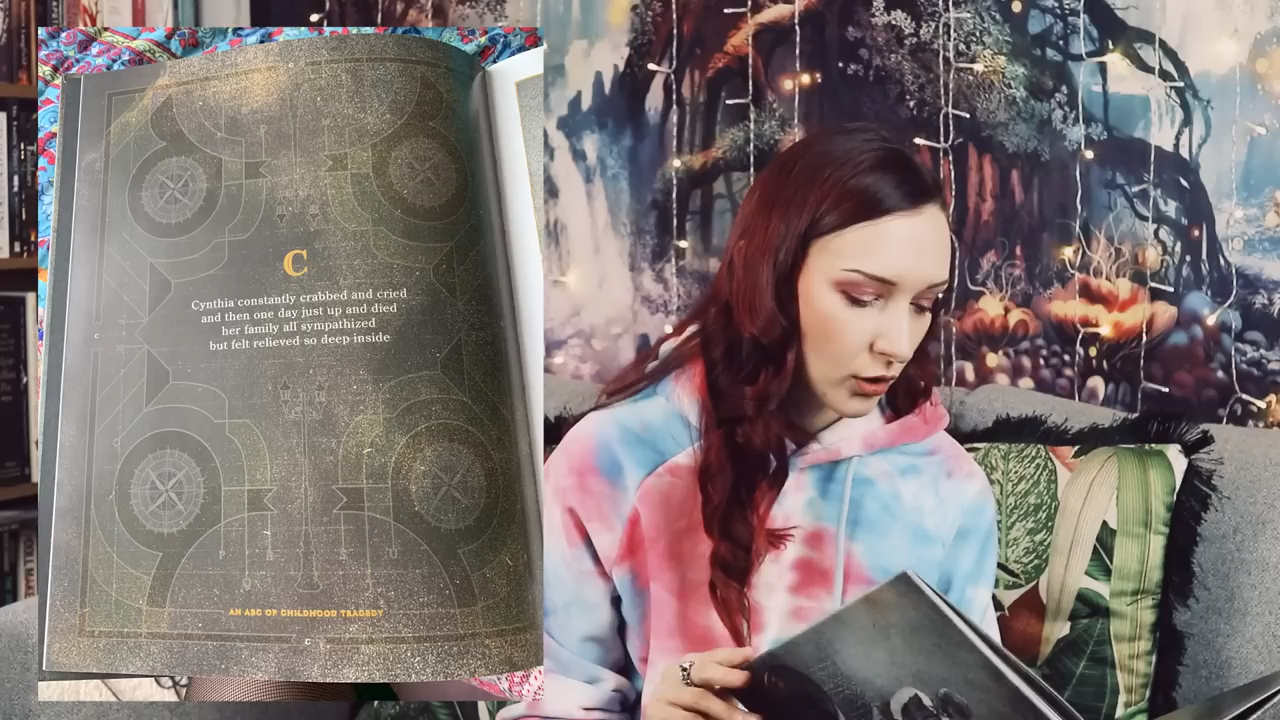 C
Cynthia constantly crabbed and cried
and then one day just up and died
her family all sympathized
but felt relieved so deep inside
C
AN ABC OF CHILDHOOD TRAGEDY
C